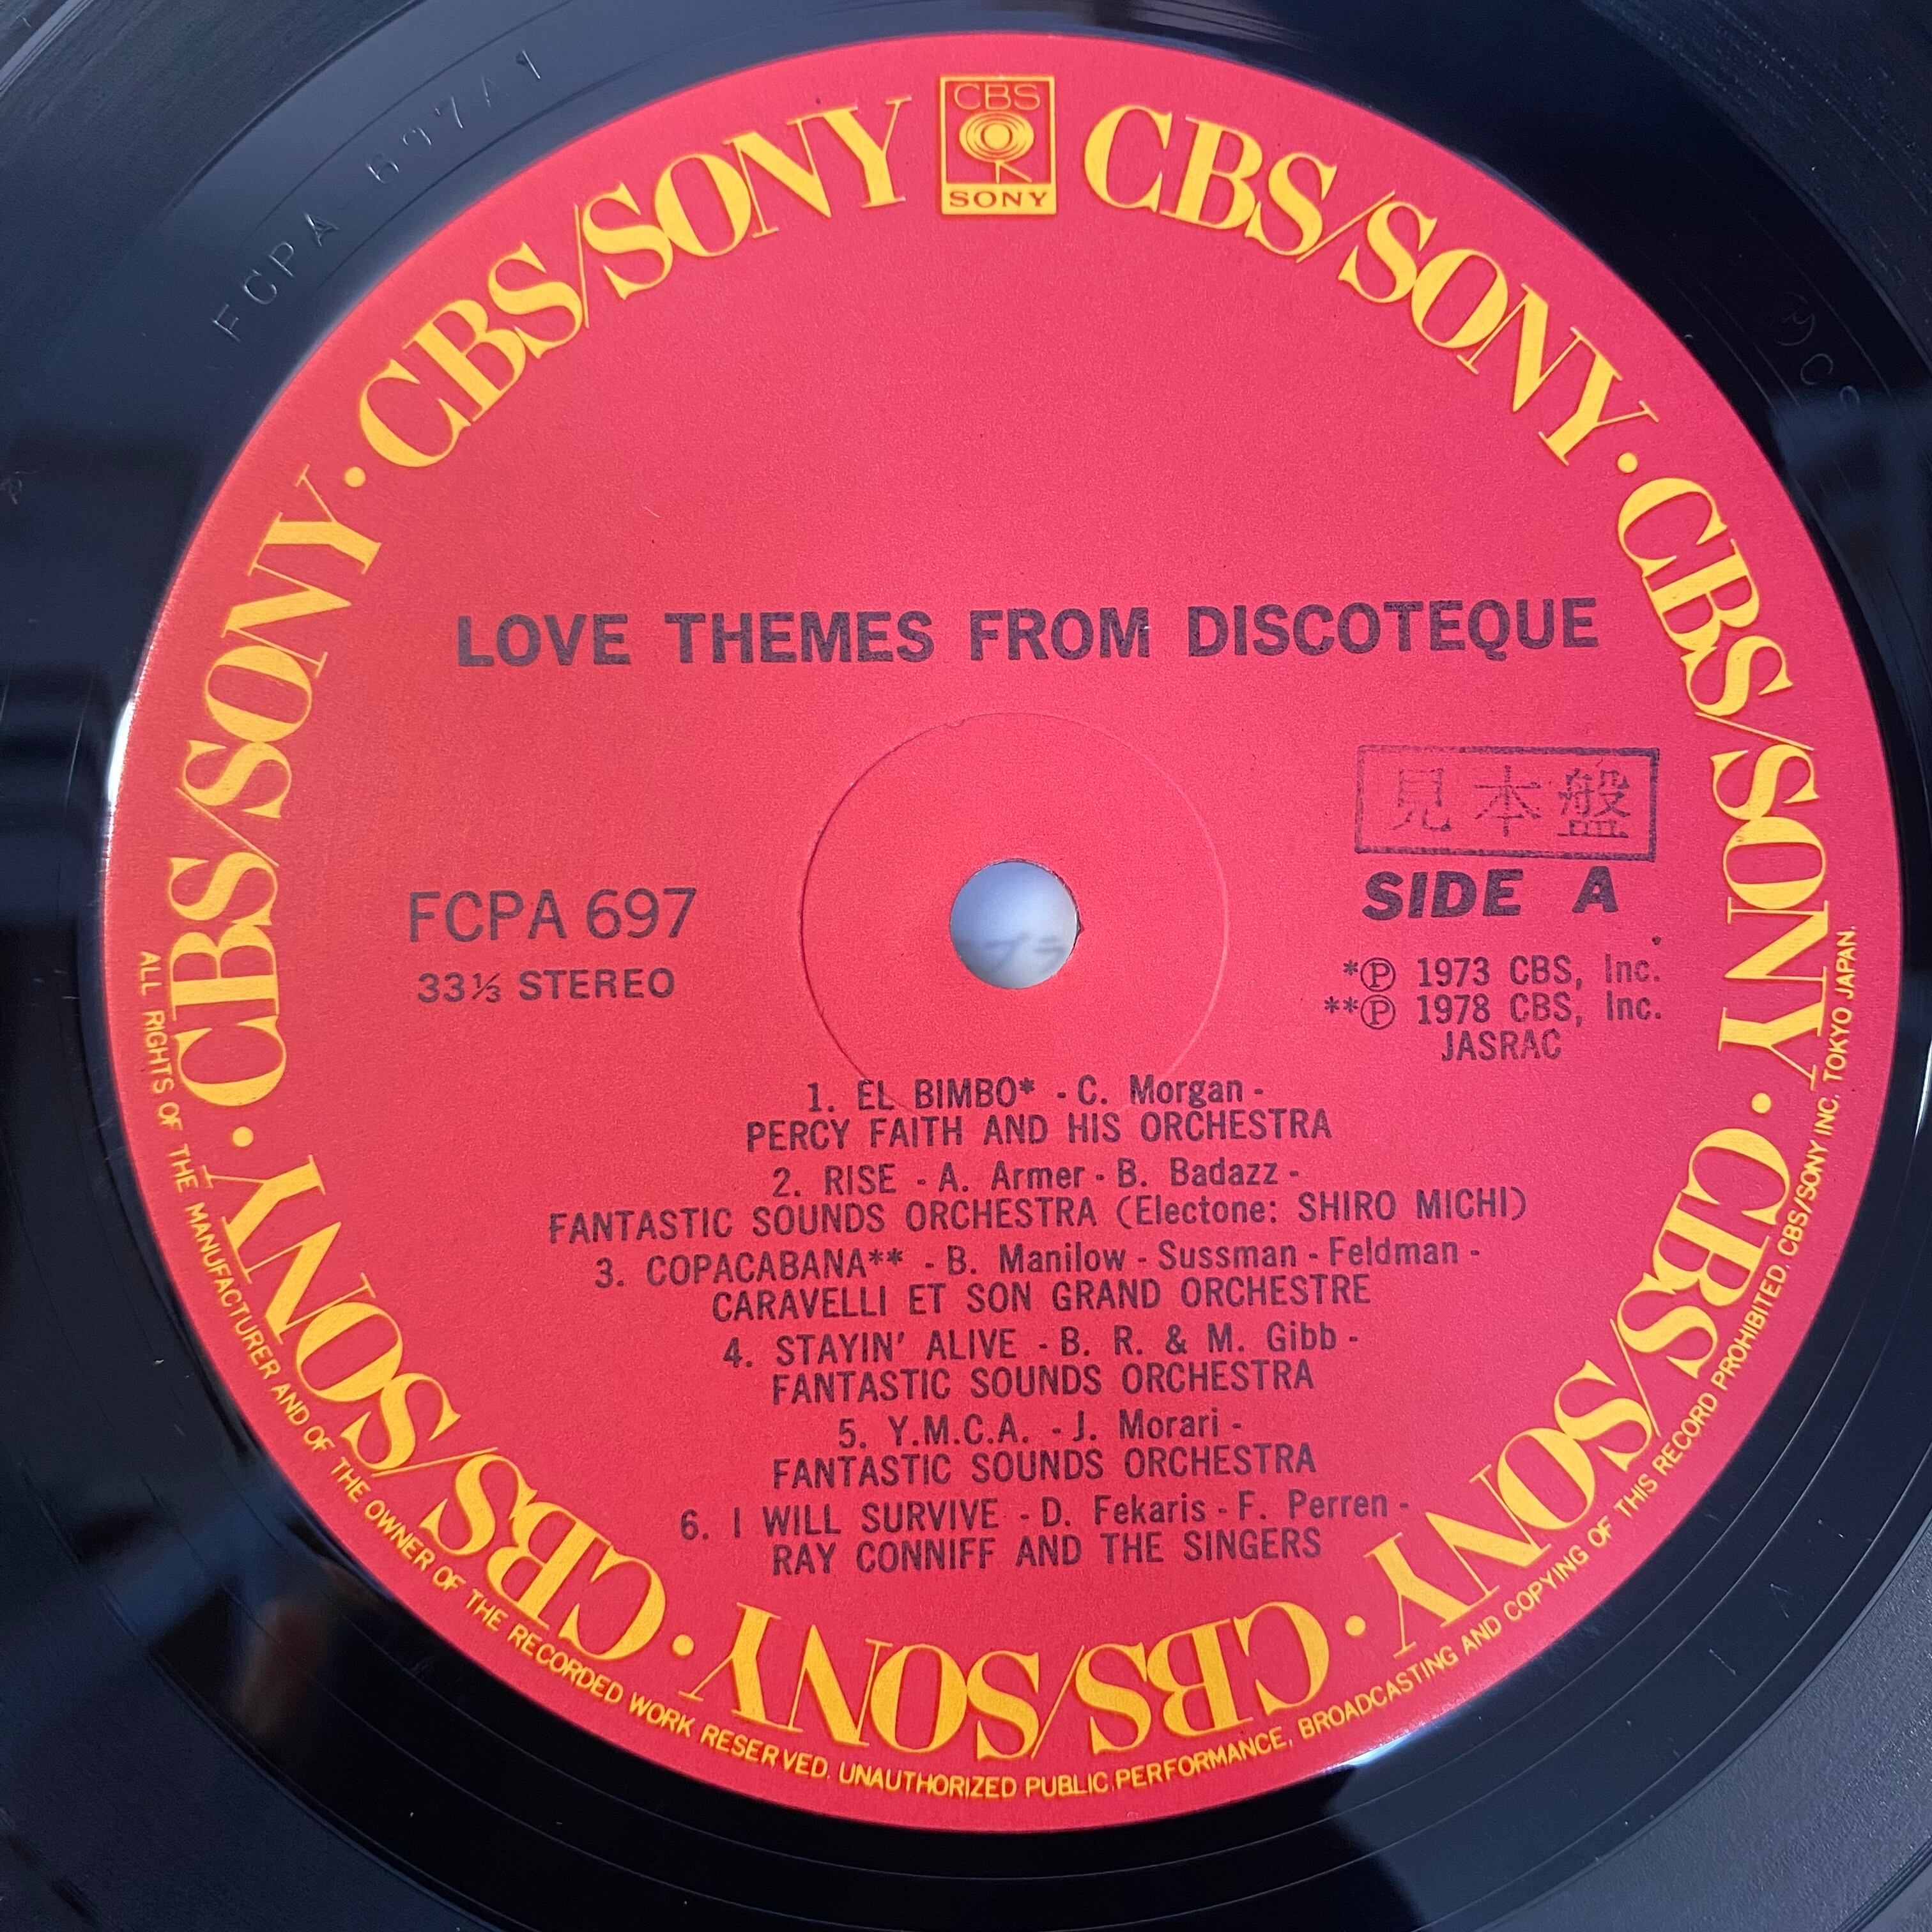 FCPA 697A1
CBS
SONY
CBS/SONY · CBS/SONY · CBS/SONY · CBS/SONY · CBS/SONY · CBS/SONY · CBS/SONY · CBS/SONY
LOVE THEMES FROM DISCOTEQUE
見本盤
SIDE A
FCPA 697
33⅓ STEREO
*Ⓟ 1973 CBS, Inc.
**Ⓟ 1978 CBS, Inc.
JASRAC
1. EL BIMBO* - C. Morgan -
PERCY FAITH AND HIS ORCHESTRA
2. RISE - A. Armer - B. Badazz -
FANTASTIC SOUNDS ORCHESTRA (Electone: SHIRO MICHI)
3. COPACABANA** - B. Manilow - Sussman - Feldman -
CARAVELLI ET SON GRAND ORCHESTRE
4. STAYIN' ALIVE - B. R. & M. Gibb -
FANTASTIC SOUNDS ORCHESTRA
5. Y.M.C.A. - J. Morari -
FANTASTIC SOUNDS ORCHESTRA
6. I WILL SURVIVE - D. Fekaris - F. Perren -
RAY CONNIFF AND THE SINGERS
ALL RIGHTS OF THE MANUFACTURER AND OF THE OWNER OF THE RECORDED WORK RESERVED. UNAUTHORIZED PUBLIC PERFORMANCE, BROADCASTING AND COPYING OF THIS RECORD PROHIBITED. CBS/SONY INC. TOKYO JAPAN.